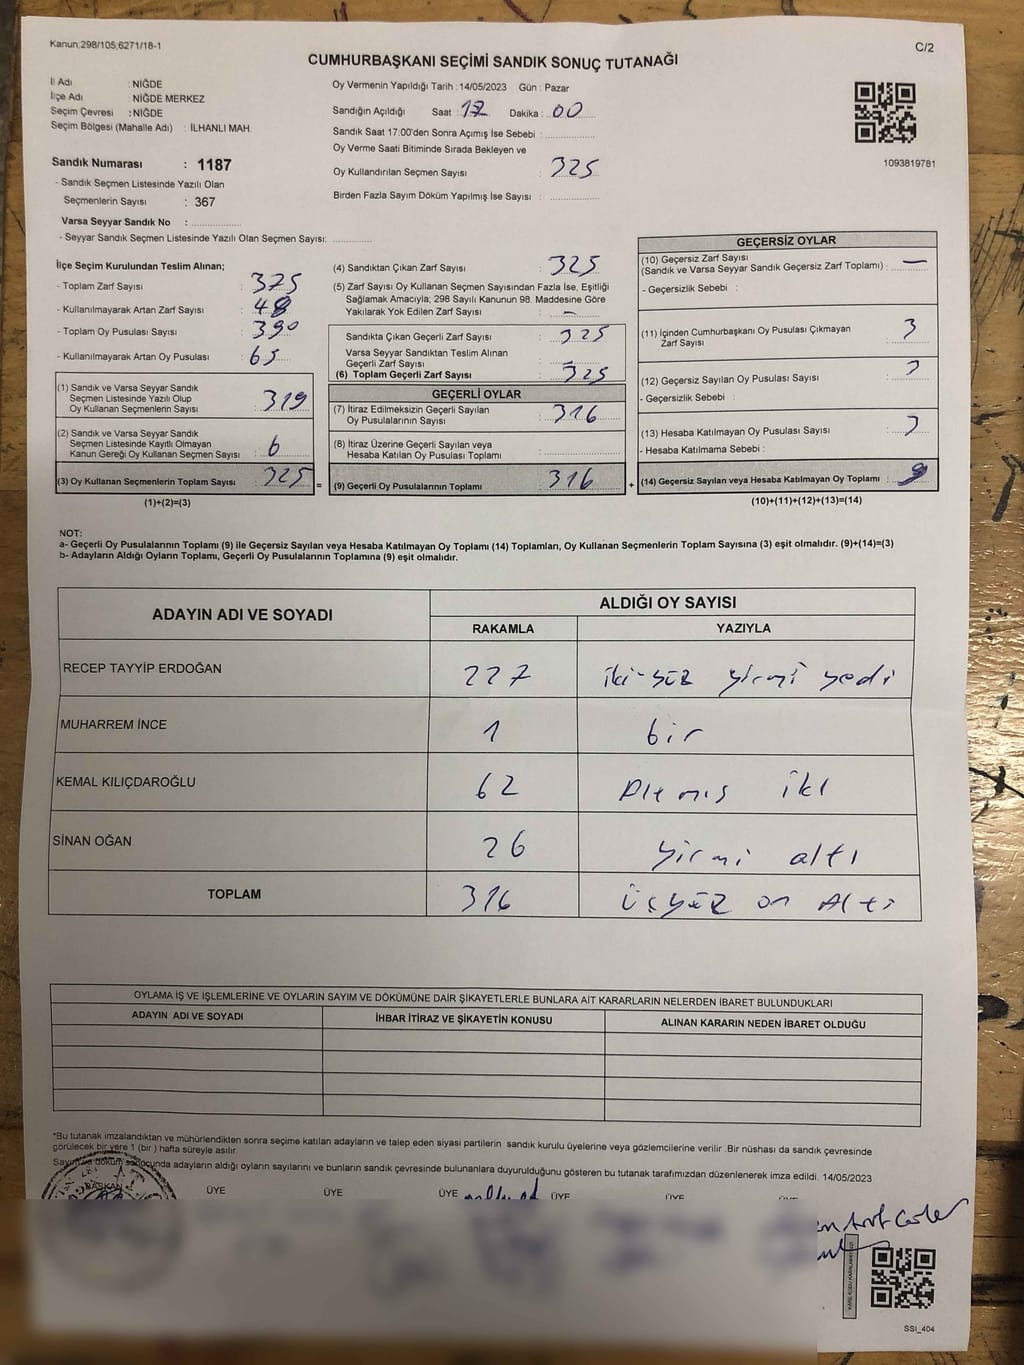 Kanun;298/105,6271/18-1
C/2
CUMHURBAŞKANI SEÇİMİ SANDIK SONUÇ TUTANAĞI
İl Adı : NİĞDE
İlçe Adı : NİĞDE MERKEZ
Seçim Çevresi : NİĞDE
Seçim Bölgesi (Mahalle Adı) : İLHANLI MAH.
Oy Vermenin Yapıldığı Tarih : 14/05/2023 Gün : Pazar
Sandığın Açıldığı Saat : 17 Dakika : 00
Sandık Saat 17:00'den Sonra Açımış İse Sebebi :
Oy Verme Saati Bitiminde Sırada Bekleyen ve
Oy Kullandırılan Seçmen Sayısı : 325
Birden Fazla Sayım Döküm Yapılmış İse Sayısı :
1093819781
Sandık Numarası : 1187
- Sandık Seçmen Listesinde Yazılı Olan
Seçmenlerin Sayısı : 367
Varsa Seyyar Sandık No :
- Seyyar Sandık Seçmen Listesinde Yazılı Olan Seçmen Sayısı:
İlçe Seçim Kurulundan Teslim Alınan;
- Toplam Zarf Sayısı : 375
- Kullanılmayarak Artan Zarf Sayısı : 48
- Toplam Oy Pusulası Sayısı : 390
- Kullanılmayarak Artan Oy Pusulası : 65
(1) Sandık ve Varsa Seyyar Sandık
Seçmen Listesinde Yazılı Olup
Oy Kullanan Seçmenlerin Sayısı : 319
(2) Sandık ve Varsa Seyyar Sandık
Seçmen Listesinde Kayıtlı Olmayan
Kanun Gereği Oy Kullanan Seçmen Sayısı : 6
(3) Oy Kullanan Seçmenlerin Toplam Sayısı : 325 =
(1)+(2)=(3)
(4) Sandıktan Çıkan Zarf Sayısı : 325
(5) Zarf Sayısı Oy Kullanan Seçmen Sayısından Fazla İse, Eşitliği
Sağlamak Amacıyla; 298 Sayılı Kanunun 98. Maddesine Göre
Yakılarak Yok Edilen Zarf Sayısı : -
Sandıkta Çıkan Geçerli Zarf Sayısı : 325
Varsa Seyyar Sandıktan Teslim Alınan
Geçerli Zarf Sayısı :
(6) Toplam Geçerli Zarf Sayısı : 325
GEÇERLİ OYLAR
(7) İtiraz Edilmeksizin Geçerli Sayılan
Oy Pusulalarının Sayısı : 316
(8) İtiraz Üzerine Geçerli Sayılan veya
Hesaba Katılan Oy Pusulası Toplamı :
(9) Geçerli Oy Pusulalarının Toplamı : 316 +
GEÇERSİZ OYLAR
(10) Geçersiz Zarf Sayısı
(Sandık ve Varsa Seyyar Sandık Geçersiz Zarf Toplamı) : -
- Geçersizlik Sebebi :
(11) İçinden Cumhurbaşkanı Oy Pusulası Çıkmayan
Zarf Sayısı : 3
(12) Geçersiz Sayılan Oy Pusulası Sayısı :
- Geçersizlik Sebebi :
(13) Hesaba Katılmayan Oy Pusulası Sayısı :
- Hesaba Katılmama Sebebi :
(14) Geçersiz Sayılan veya Hesaba Katılmayan Oy Toplamı : 9
(10)+(11)+(12)+(13)=(14)
NOT:
a- Geçerli Oy Pusulalarının Toplamı (9) ile Geçersiz Sayılan veya Hesaba Katılmayan Oy Toplamı (14) Toplamları, Oy Kullanan Seçmenlerin Toplam Sayısına (3) eşit olmalıdır. (9)+(14)=(3)
b- Adayların Aldığı Oyların Toplamı, Geçerli Oy Pusulalarının Toplamına (9) eşit olmalıdır.
ADAYIN ADI VE SOYADI
ALDIĞI OY SAYISI
RAKAMLA YAZIYLA
RECEP TAYYİP ERDOĞAN 227 iki-yüz yirmi yedi
MUHARREM İNCE 1 bir
KEMAL KILIÇDAROĞLU 62 Altmış iki
SİNAN OĞAN 26 yirmi altı
TOPLAM 316 üçyüz on Altı
OYLAMA İŞ VE İŞLEMLERİNE VE OYLARIN SAYIM VE DÖKÜMÜNE DAİR ŞİKAYETLERLE BUNLARA AİT KARARLARIN NELERDEN İBARET BULUNDUKLARI
ADAYIN ADI VE SOYADI İHBAR İTİRAZ VE ŞİKAYETİN KONUSU ALINAN KARARIN NEDEN İBARET OLDUĞU
*Bu tutanak imzalandıktan ve mühürlendikten sonra seçime katılan adayların ve talep eden siyasi partilerin sandık kurulu üyelerine veya gözlemcilerine verilir. Bir nüshası da sandık çevresinde
görülecek bir yere 1 (bir) hafta süreyle asılır.
Sayım ve döküm sonucunda adayların aldığı oyların sayılarını ve bunların sandık çevresinde bulunanlara duyurulduğunu gösteren bu tutanak tarafımızdan düzenlenerek imza edildi. 14/05/2023
BAŞKAN ÜYE ÜYE ÜYE ÜYE ÜYE
SSİ_404